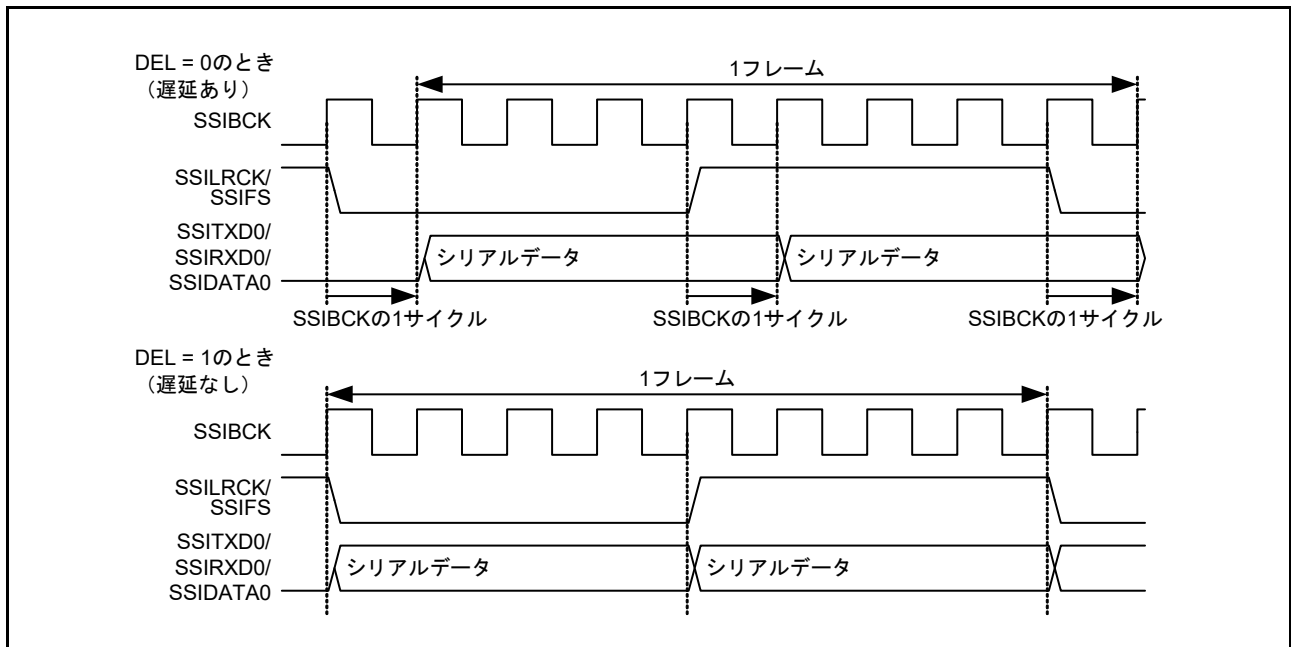 DEL = 0のとき
（遅延あり）
1フレーム
SSIBCK
SSILRCK/
SSIFS
SSITXD0/
SSIRXD0/
SSIDATA0
シリアルデータ
シリアルデータ
SSIBCKの1サイクル
SSIBCKの1サイクル
SSIBCKの1サイクル
DEL = 1のとき
（遅延なし）
1フレーム
SSIBCK
SSILRCK/
SSIFS
SSITXD0/
SSIRXD0/
SSIDATA0
シリアルデータ
シリアルデータ